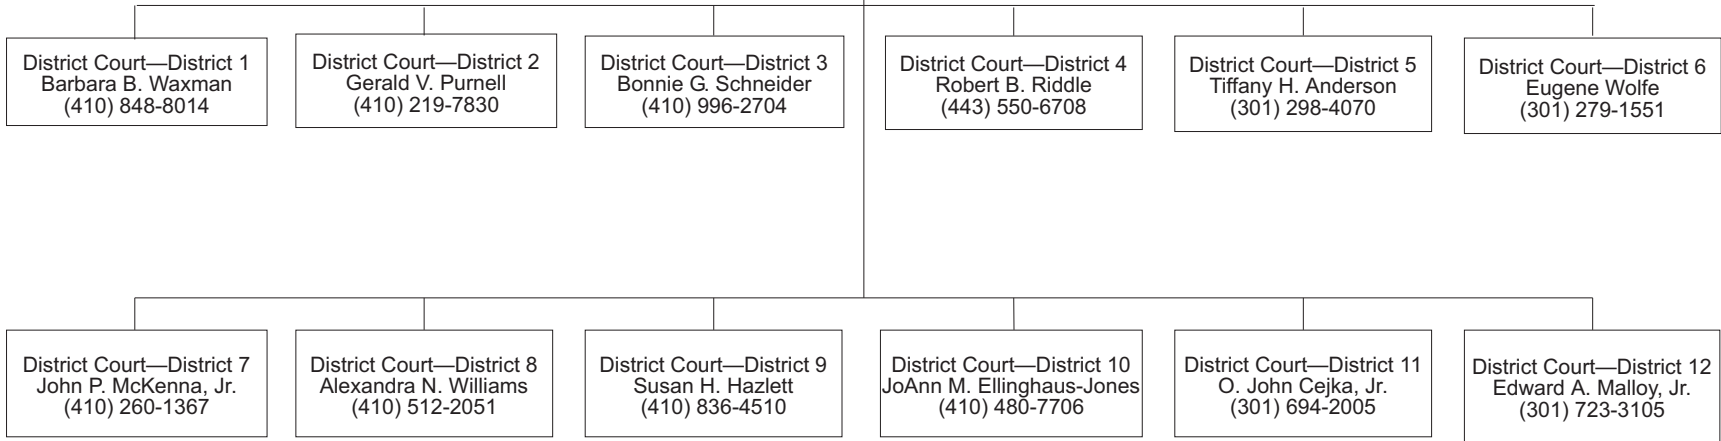 District Court—District 1
Barbara B. Waxman
(410) 848-8014
District Court—District 2
Gerald V. Purnell
(410) 219-7830
District Court—District 3
Bonnie G. Schneider
(410) 996-2704
District Court—District 4
Robert B. Riddle
(443) 550-6708
District Court—District 5
Tiffany H. Anderson
(301) 298-4070
District Court—District 6
Eugene Wolfe
(301) 279-1551
District Court—District 7
John P. McKenna, Jr.
(410) 260-1367
District Court—District 8
Alexandra N. Williams
(410) 512-2051
District Court—District 9
Susan H. Hazlett
(410) 836-4510
District Court—District 10
JoAnn M. Ellinghaus-Jones
(410) 480-7706
District Court—District 11
O. John Cejka, Jr.
(301) 694-2005
District Court—District 12
Edward A. Malloy, Jr.
(301) 723-3105